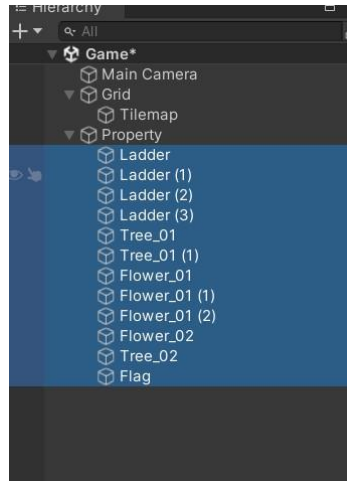 Hierarchy
All
Game*
Main Camera
Grid
Tilemap
Property
Ladder
Ladder (1)
Ladder (2)
Ladder (3)
Tree_01
Tree_01 (1)
Flower_01
Flower_01 (1)
Flower_01 (2)
Flower_02
Tree_02
Flag